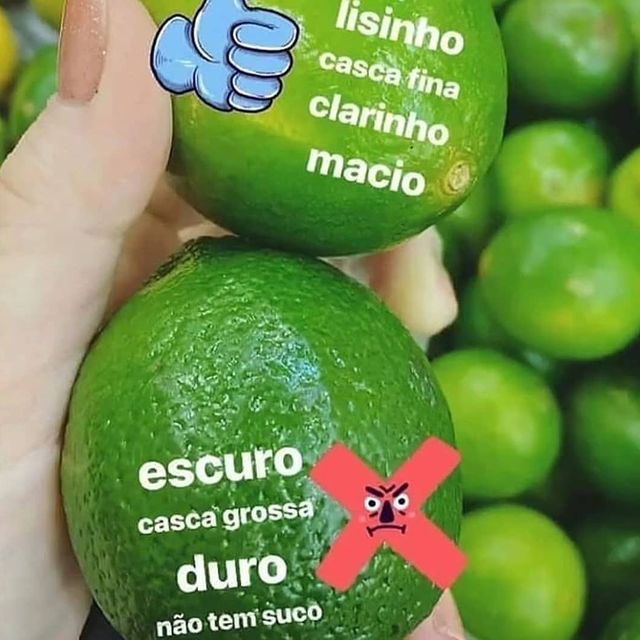 lisinho
casca fina
clarinho
macio
escuro
casca grossa
duro
não tem suco